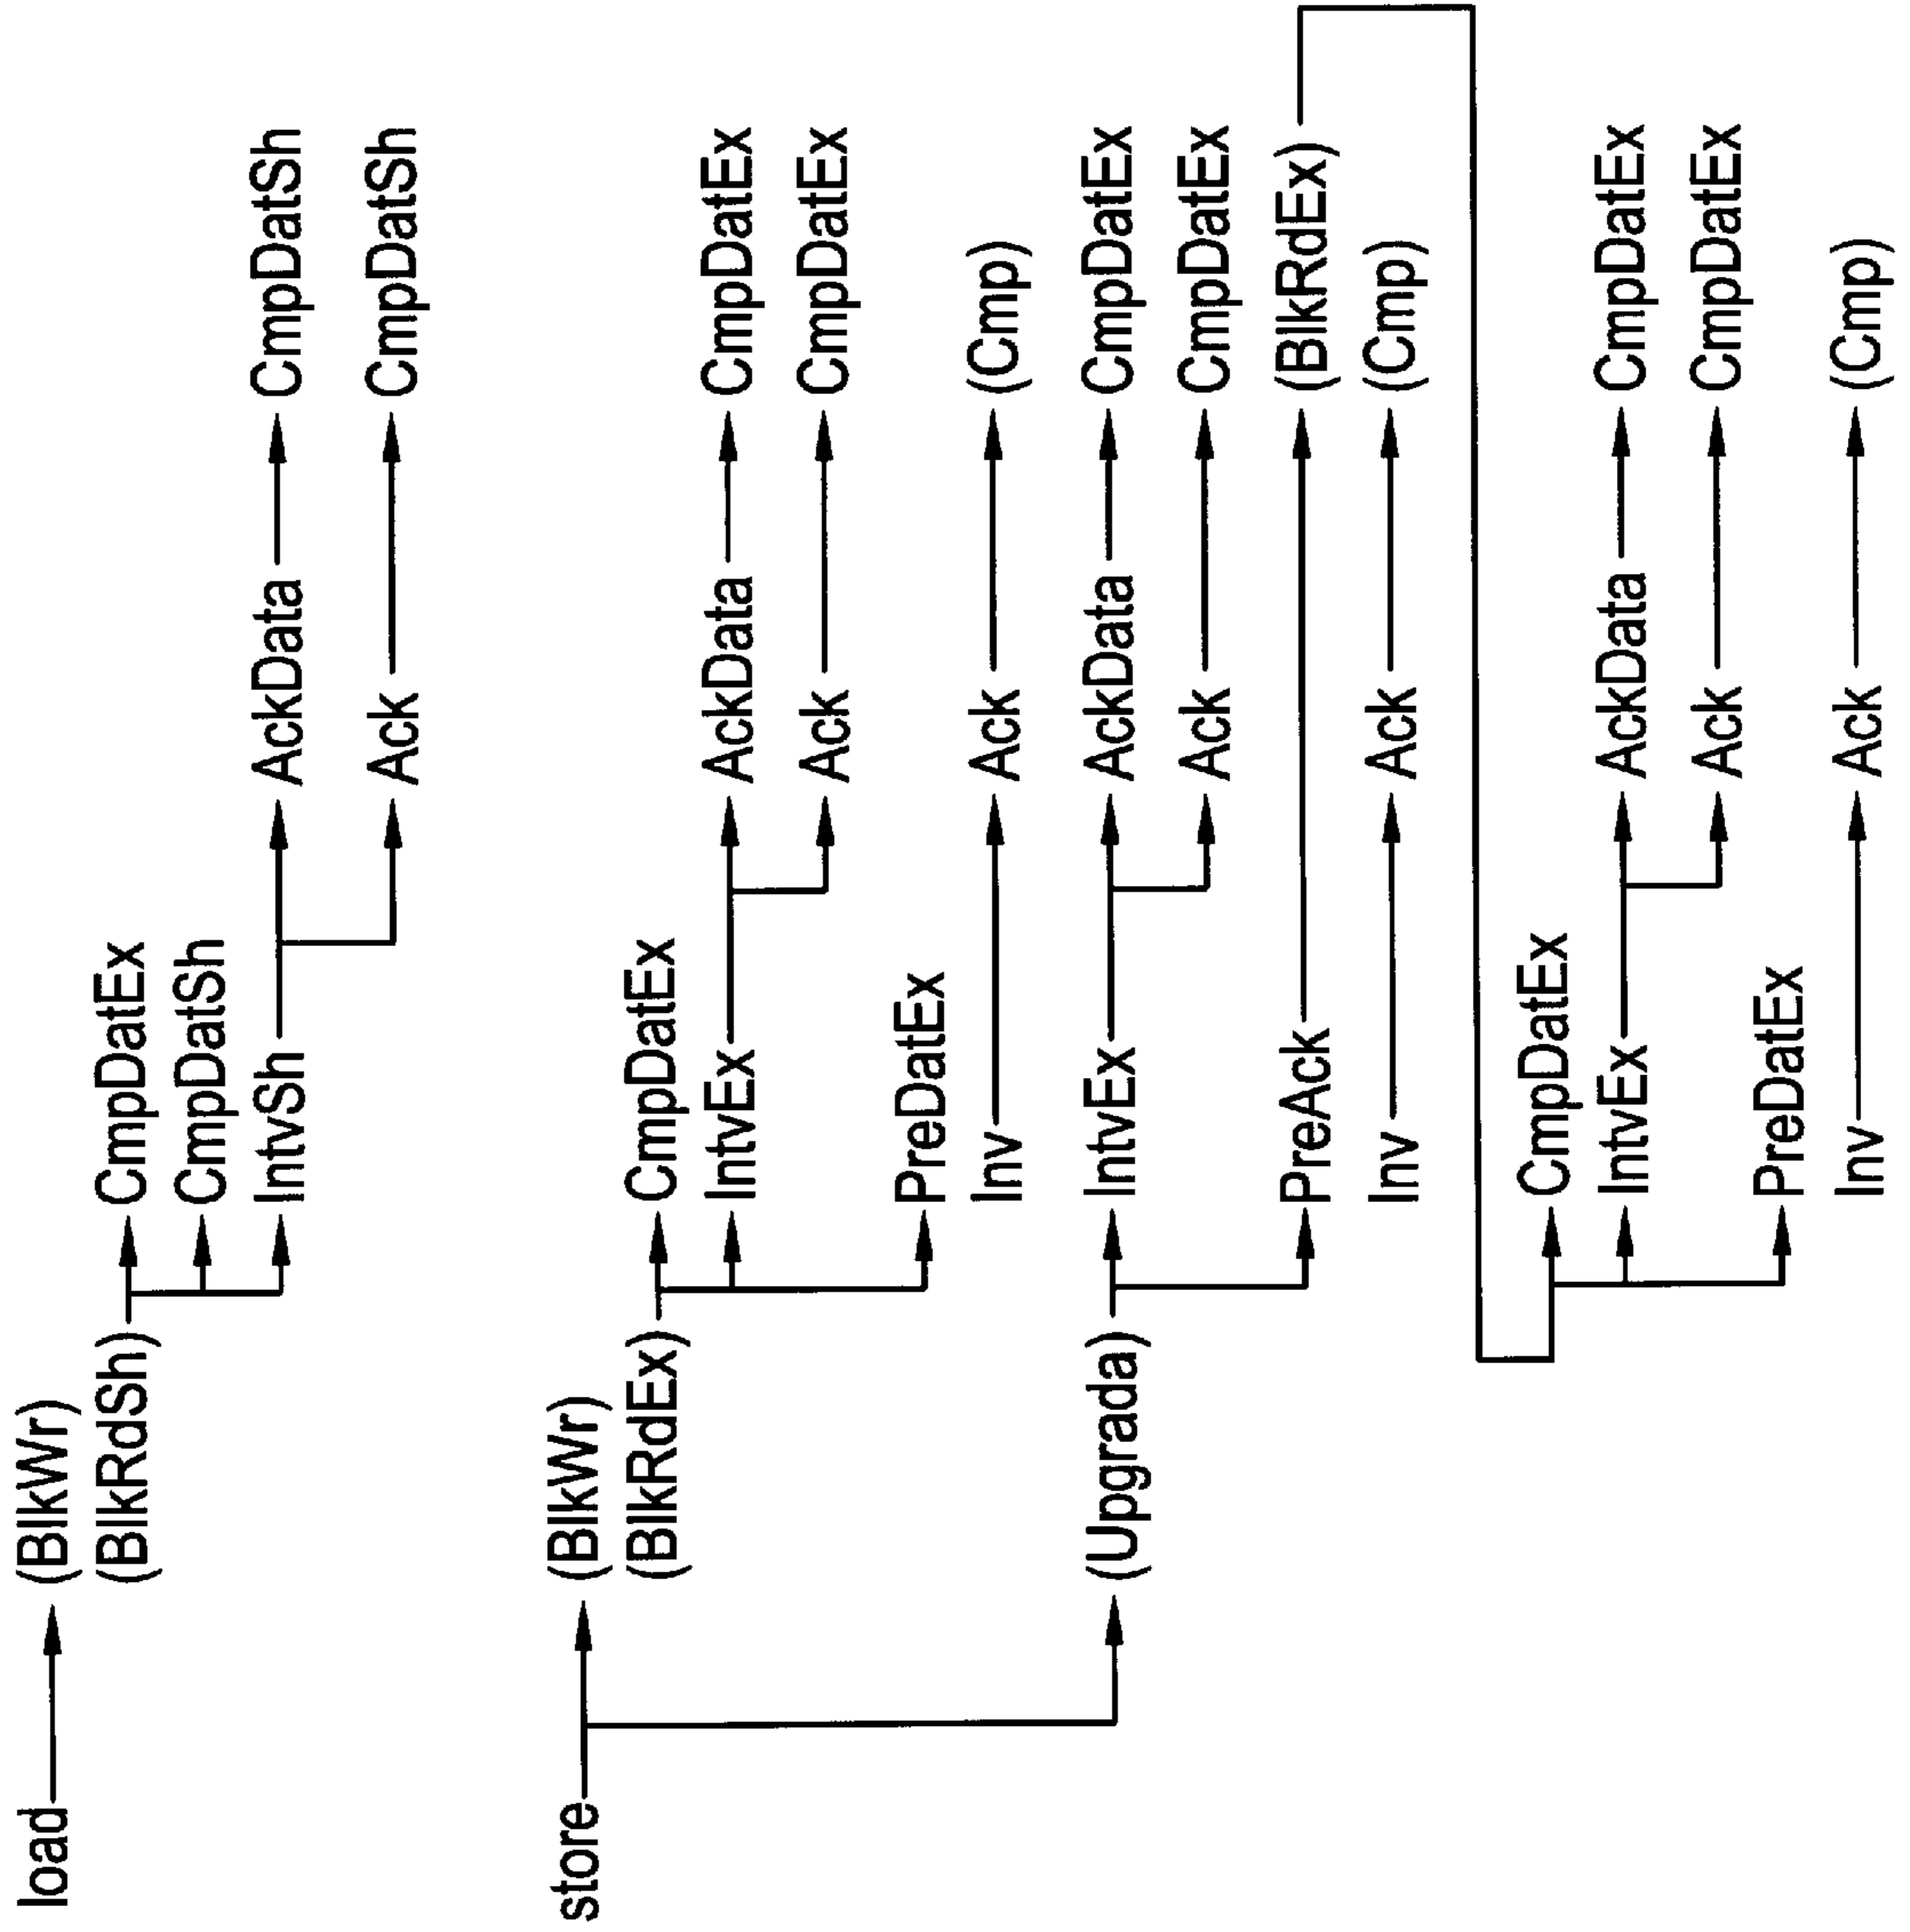 load
(BlkWr)
(BlkRdSh)
CmpDatEx
CmpDatSh
IntvSh
AckData
CmpDatSh
Ack
CmpDatSh
store
(BlkWr)
(BlkRdEx)
CmpDatEx
IntvEx
AckData
CmpDatEx
Ack
CmpDatEx
PreDatEx
Inv
Ack
(Cmp)
(Upgrada)
IntvEx
AckData
CmpDatEx
Ack
CmpDatEx
PreAck
(BlkRdEx)
Inv
Ack
(Cmp)
CmpDatEx
IntvEx
AckData
CmpDatEx
Ack
CmpDatEx
PreDatEx
Inv
Ack
(Cmp)